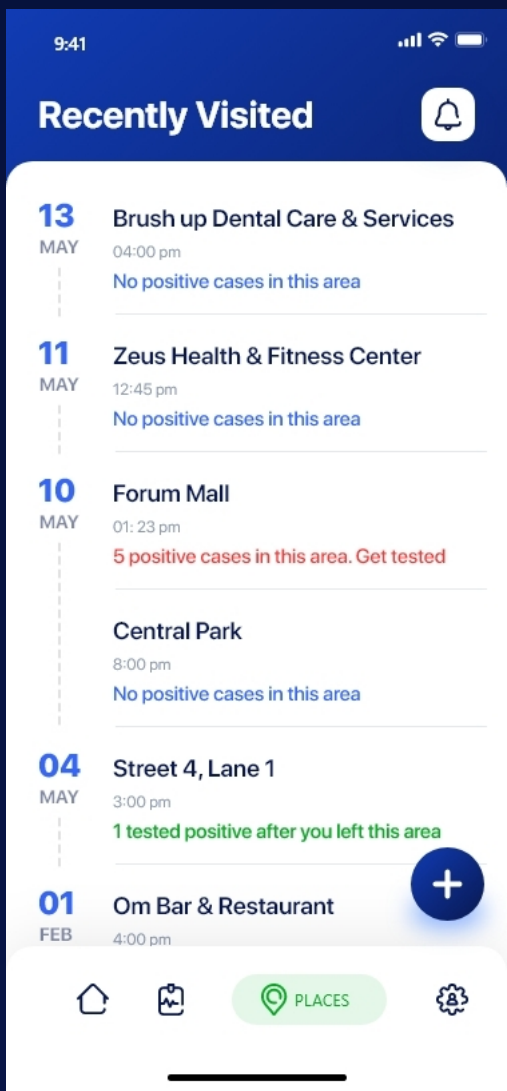 9:41
Recently Visited
13
MAY
Brush up Dental Care & Services
04:00 pm
No positive cases in this area
11
MAY
Zeus Health & Fitness Center
12:45 pm
No positive cases in this area
10
MAY
Forum Mall
01: 23 pm
5 positive cases in this area. Get tested
Central Park
8:00 pm
No positive cases in this area
04
MAY
Street 4, Lane 1
3:00 pm
1 tested positive after you left this area
01
FEB
Om Bar & Restaurant
4:00 pm
PLACES